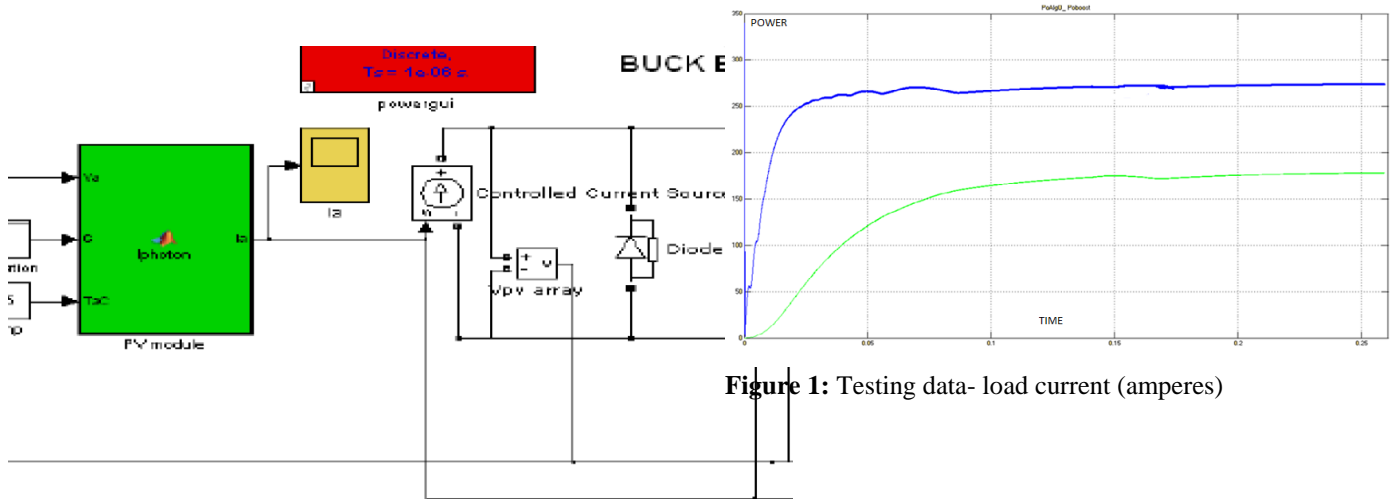 Discrete,
Ts = 1e-06 s
powergui
BUCK B
Va
G
TaC
Iphoton
Ia
PV module
Ia
Controlled Current Source
+
-
v
Vpv array
Diode
PoAlgO_ Poboost
POWER
350
300
250
200
150
100
50
0
0
0.05
0.1
0.15
0.2
0.25
TIME
Figure 1: Testing data- load current (amperes)